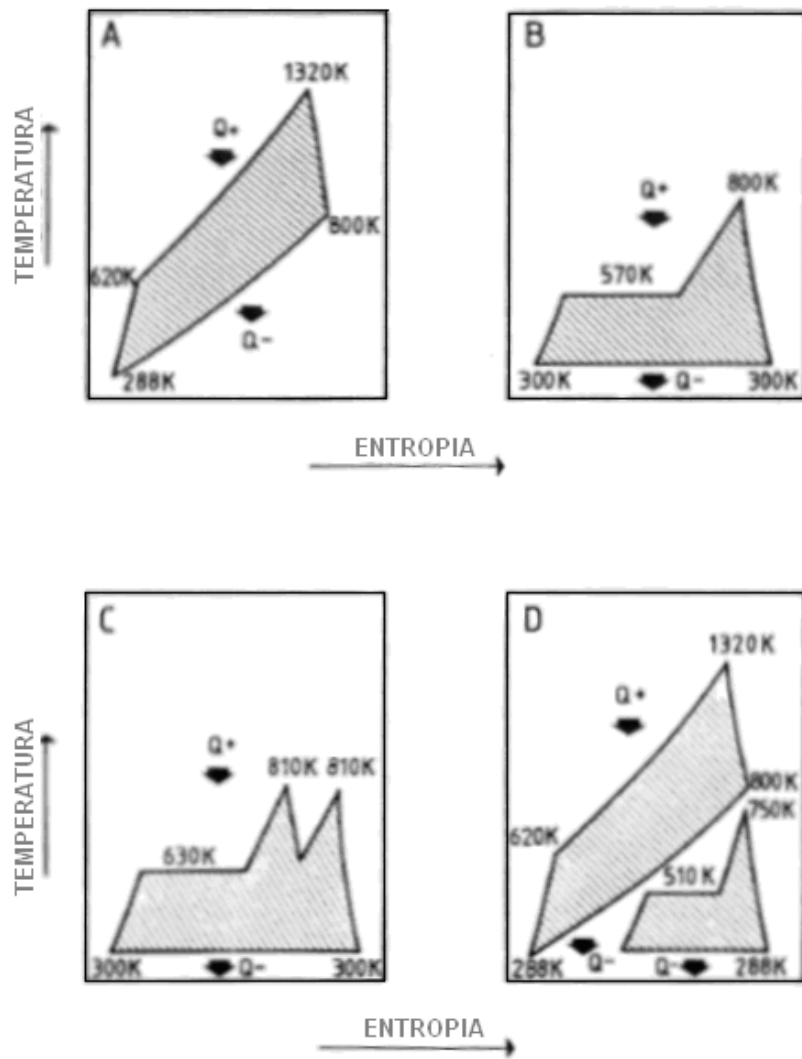 A
1320K
Q+
800K
620K
Q-
288K
TEMPERATURA
B
Q+
800K
570K
300K
Q-
300K
ENTROPIA
C
Q+
810K 810K
630K
300K
Q-
300K
TEMPERATURA
D
1320K
Q+
800K
750K
620K
510K
288K
Q-
Q-
288K
ENTROPIA